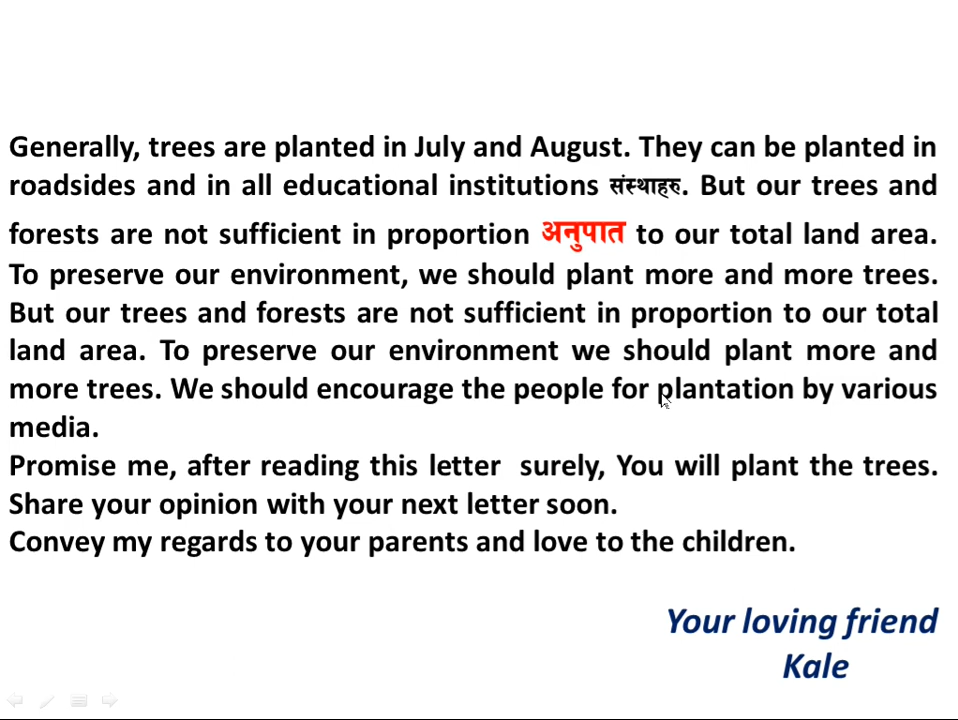 Generally, trees are planted in July and August. They can be planted in
roadsides and in all educational institutions संस्थाहरु. But our trees and
forests are not sufficient in proportion अनुपात to our total land area.
To preserve our environment, we should plant more and more trees.
But our trees and forests are not sufficient in proportion to our total
land area. To preserve our environment we should plant more and
more trees. We should encourage the people for plantation by various
media.
Promise me, after reading this letter  surely, You will plant the trees.
Share your opinion with your next letter soon.
Convey my regards to your parents and love to the children.
Your loving friend
Kale